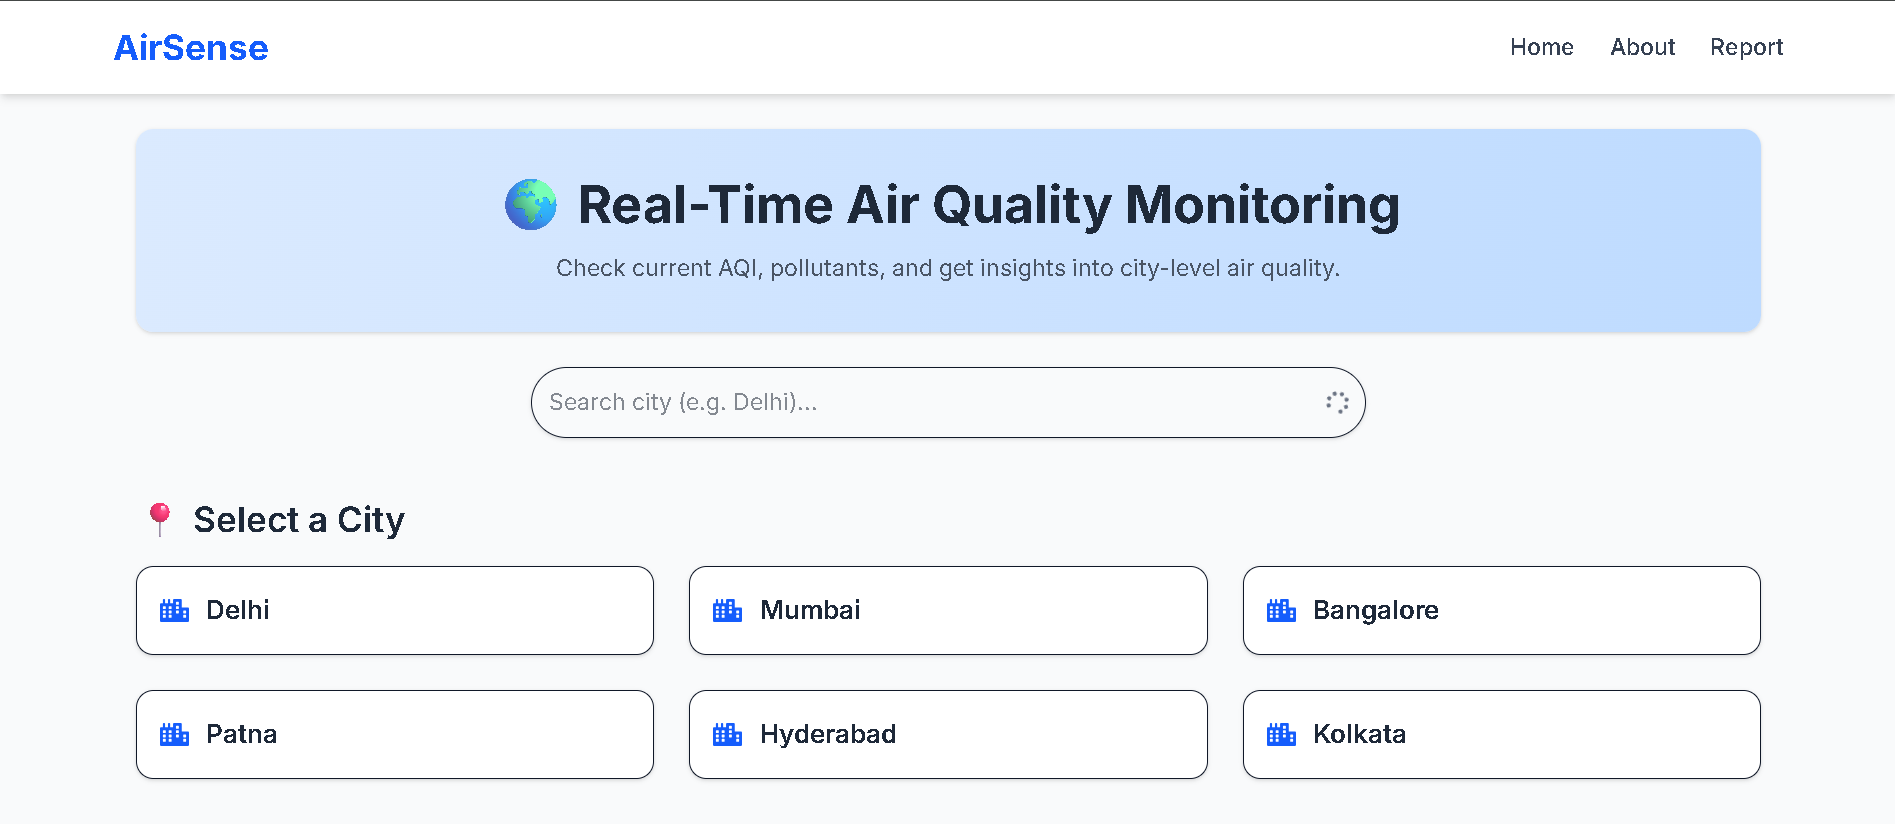 AirSense
Home About Report
🌍 Real-Time Air Quality Monitoring
Check current AQI, pollutants, and get insights into city-level air quality.
Search city (e.g. Delhi)...
📍 Select a City
Delhi Mumbai Bangalore
Patna Hyderabad Kolkata